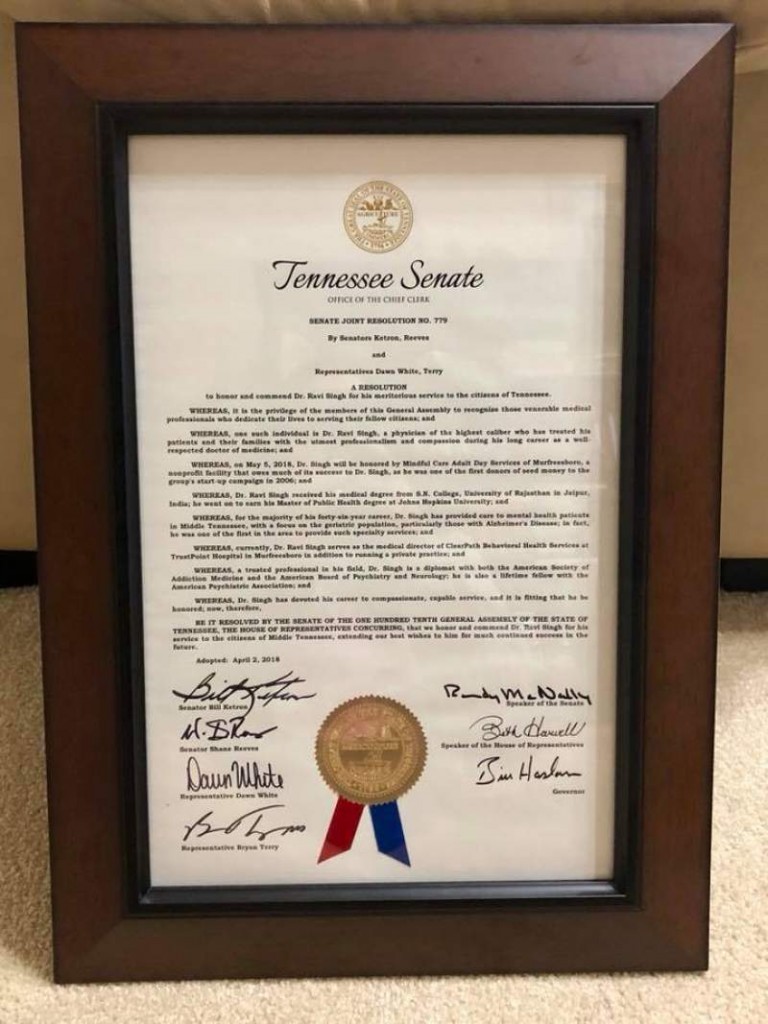 AGRICULTURE
Tennessee Senate
OFFICE OF THE CHIEF CLERK
SENATE JOINT RESOLUTION NO. 779
By Senators Ketron, Reeves
and
Representatives Dawn White, Terry
A RESOLUTION
to honor and commend Dr. Ravi Singh for his meritorious service to the citizens of Tennessee.
WHEREAS, it is the privilege of the members of this General Assembly to recognize those venerable medical
professionals who dedicate their lives to serving their fellow citizens; and
WHEREAS, one such individual is Dr. Ravi Singh, a physician of the highest caliber who has treated his
patients and their families with the utmost professionalism and compassion during his long career as a well-
respected doctor of medicine; and
WHEREAS, on May 5, 2018, Dr. Singh will be honored by Mindful Care Adult Day Services of Murfreesboro, a
nonprofit facility that owes much of its success to Dr. Singh, as he was one of the first donors of seed money to the
group's start-up campaign in 2006; and
WHEREAS, Dr. Ravi Singh received his medical degree from S.N. College, University of Rajasthan in Jaipur,
India; he went on to earn his Master of Public Health degree at Johns Hopkins University; and
WHEREAS, for the majority of his forty-six-year career, Dr. Singh has provided care to mental health patients
in Middle Tennessee, with a focus on the geriatric population, particularly those with Alzheimer's Disease; in fact,
he was one of the first in the area to provide such specialty services; and
WHEREAS, currently, Dr. Ravi Singh serves as the medical director of ClearPath Behavioral Health Services at
TrustPoint Hospital in Murfreesboro in addition to running a private practice; and
WHEREAS, a trusted professional in his field, Dr. Singh is a diplomat with both the American Society of
Addiction Medicine and the American Board of Psychiatry and Neurology; he is also a lifetime fellow with the
American Psychiatric Association; and
WHEREAS, Dr. Singh has devoted his career to compassionate, capable service, and it is fitting that he be
honored; now, therefore,
BE IT RESOLVED BY THE SENATE OF THE ONE HUNDRED TENTH GENERAL ASSEMBLY OF THE STATE OF
TENNESSEE, THE HOUSE OF REPRESENTATIVES CONCURRING, that we honor and commend Dr. Ravi Singh for his
service to the citizens of Middle Tennessee, extending our best wishes to him for much continued success in the
future.
Adopted: April 2, 2018
Bill Ketron
Senator Bill Ketron
Randy McNally
Speaker of the Senate
Senator Shane Reeves
Beth Harwell
Speaker of the House of Representatives
Dawn White
Representative Dawn White
Bill Haslam
Governor
Representative Bryan Terry